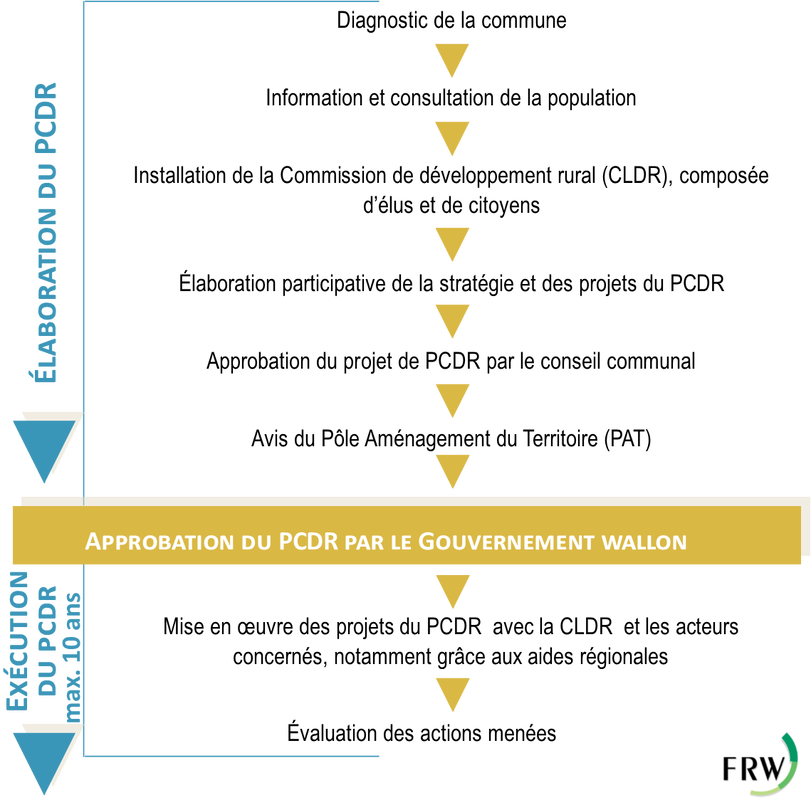 Diagnostic de la commune
Information et consultation de la population
Installation de la Commission de développement rural (CLDR), composée
d'élus et de citoyens
Élaboration participative de la stratégie et des projets du PCDR
Approbation du projet de PCDR par le conseil communal
Avis du Pôle Aménagement du Territoire (PAT)
ÉLABORATION DU PCDR
APPROBATION DU PCDR PAR LE GOUVERNEMENT WALLON
EXÉCUTION
DU PCDR
max. 10 ans
Mise en œuvre des projets du PCDR avec la CLDR et les acteurs
concernés, notamment grâce aux aides régionales
Évaluation des actions menées
FRW